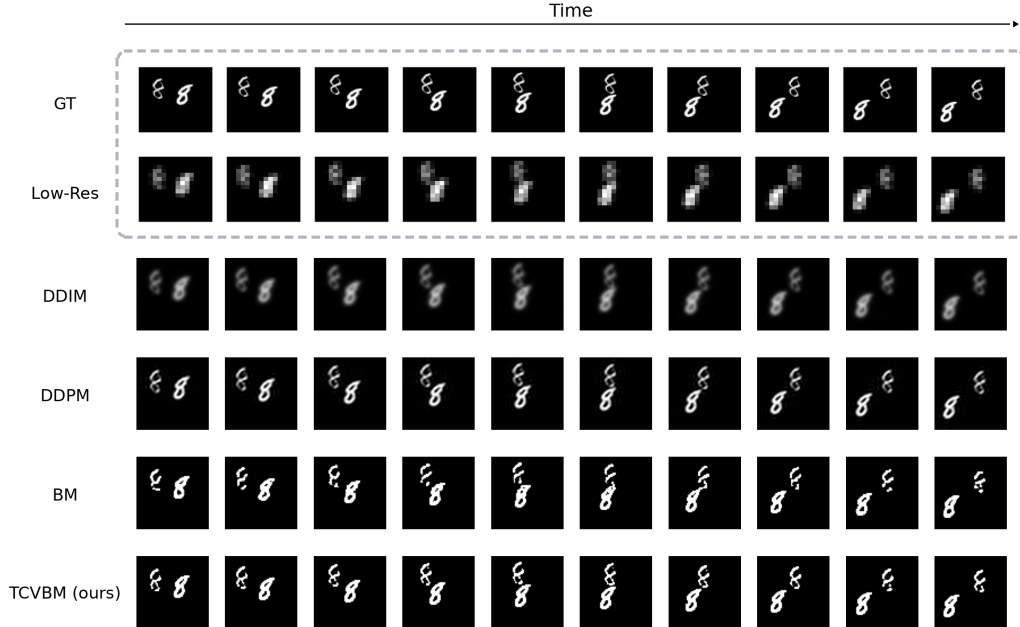 Time
GT
Low-Res
DDIM
DDPM
BM
TCVBM (ours)